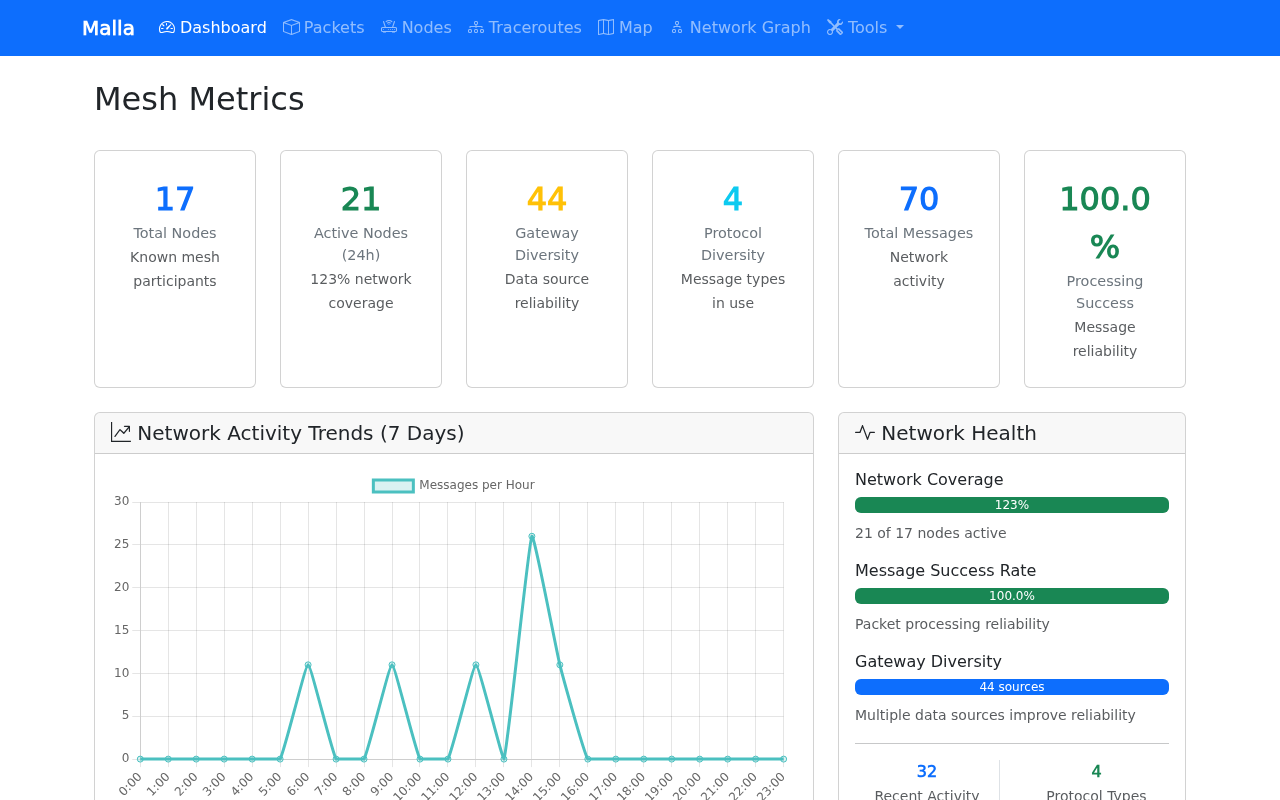 Malla Dashboard Packets Nodes Traceroutes Map Network Graph Tools
Mesh Metrics
17
Total Nodes
Known mesh
participants
21
Active Nodes
(24h)
123% network
coverage
44
Gateway
Diversity
Data source
reliability
4
Protocol
Diversity
Message types
in use
70
Total Messages
Network
activity
100.0
%
Processing
Success
Message
reliability
Network Activity Trends (7 Days)
Messages per Hour
30
25
20
15
10
5
0
0:00 1:00 2:00 3:00 4:00 5:00 6:00 7:00 8:00 9:00 10:00 11:00 12:00 13:00 14:00 15:00 16:00 17:00 18:00 19:00 20:00 21:00 22:00 23:00
Network Health
Network Coverage
123%
21 of 17 nodes active
Message Success Rate
100.0%
Packet processing reliability
Gateway Diversity
44 sources
Multiple data sources improve reliability
32
Recent Activity
4
Protocol Types